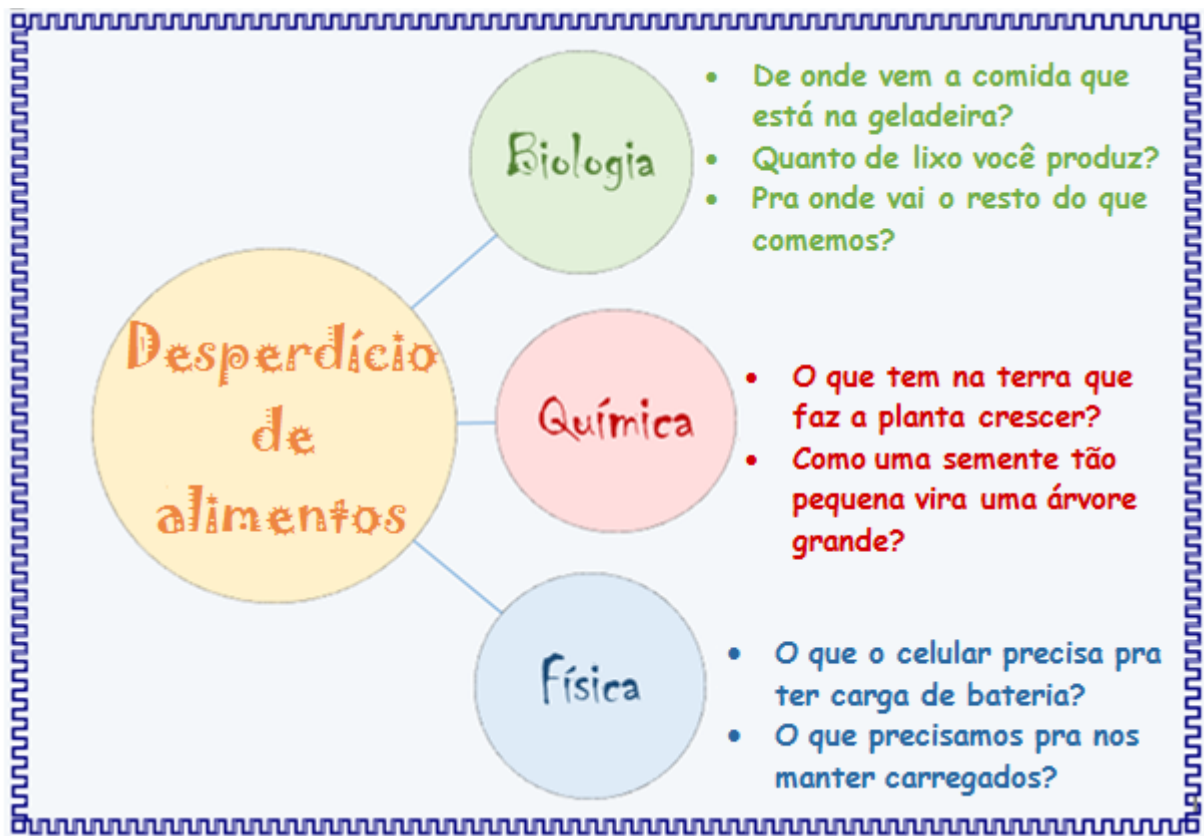 Desperdício
de
alimentos
Biologia
• De onde vem a comida que
está na geladeira?
• Quanto de lixo você produz?
• Pra onde vai o resto do que
comemos?
Química
• O que tem na terra que
faz a planta crescer?
• Como uma semente tão
pequena vira uma árvore
grande?
Física
• O que o celular precisa pra
ter carga de bateria?
• O que precisamos pra nos
manter carregados?